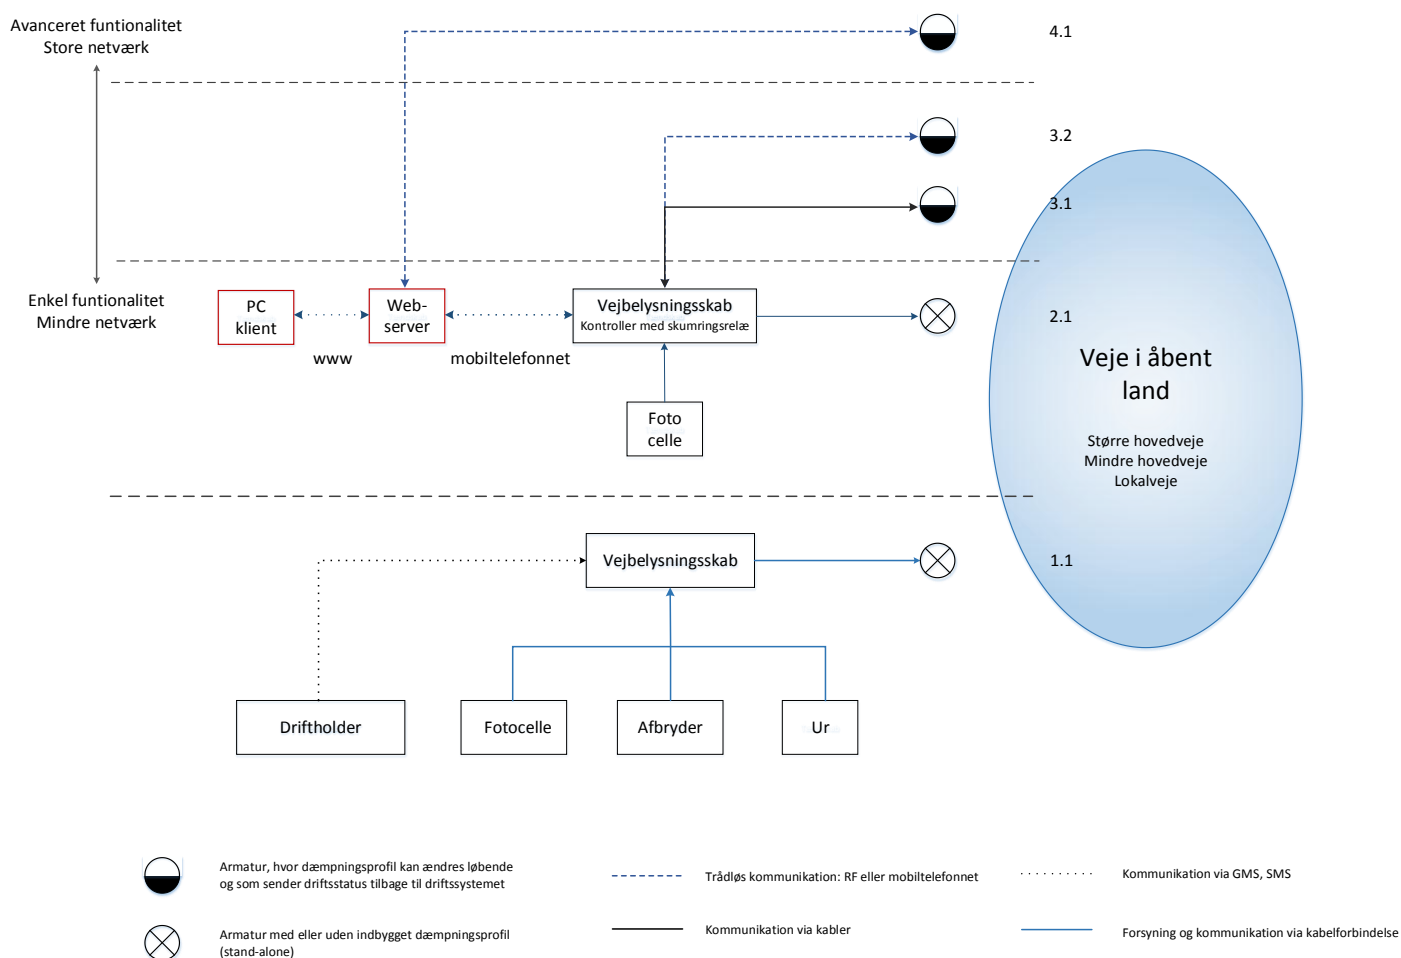 Avanceret funtionalitet
Store netværk
4.1
3.2
3.1
Enkel funtionalitet
Mindre netværk
PC
klient
www
Web-
server
mobiltelefonnet
Vejbelysningsskab
Kontroller med skumringsrelæ
2.1
Foto
celle
Veje i åbent
land
Større hovedveje
Mindre hovedveje
Lokalveje
Vejbelysningsskab
1.1
Driftholder
Fotocelle
Afbryder
Ur
Armatur, hvor dæmpningsprofil kan ændres løbende
og som sender driftsstatus tilbage til driftssystemet
Trådløs kommunikation: RF eller mobiltelefonnet
Kommunikation via GMS, SMS
Armatur med eller uden indbygget dæmpningsprofil
(stand-alone)
Kommunikation via kabler
Forsyning og kommunikation via kabelforbindelse